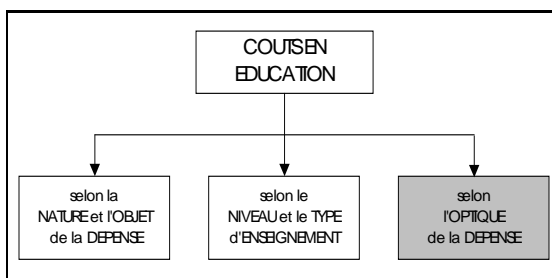 COUTS EN
EDUCATION
selon la
NATURE et l'OBJET
de la DEPENSE
selon le
NIVEAU et le TYPE
d'ENSEIGNEMENT
selon
l'OPTIQUE
de la DEPENSE